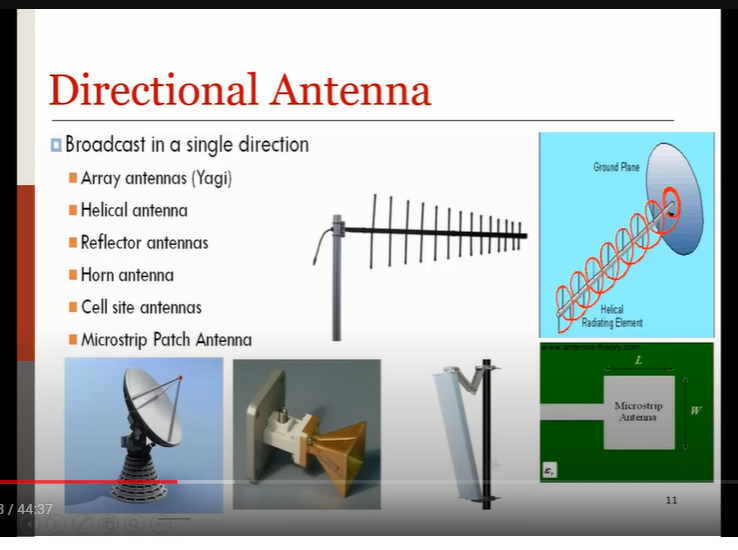 Directional Antenna
Broadcast in a single direction
Array antennas (Yagi)
Helical antenna
Reflector antennas
Horn antenna
Cell site antennas
Microstrip Patch Antenna
Ground Plane
Helical
Radiating Element
www.antenna-theory.com
L
Microstrip
Antenna
W
εr
11
/ 44:37